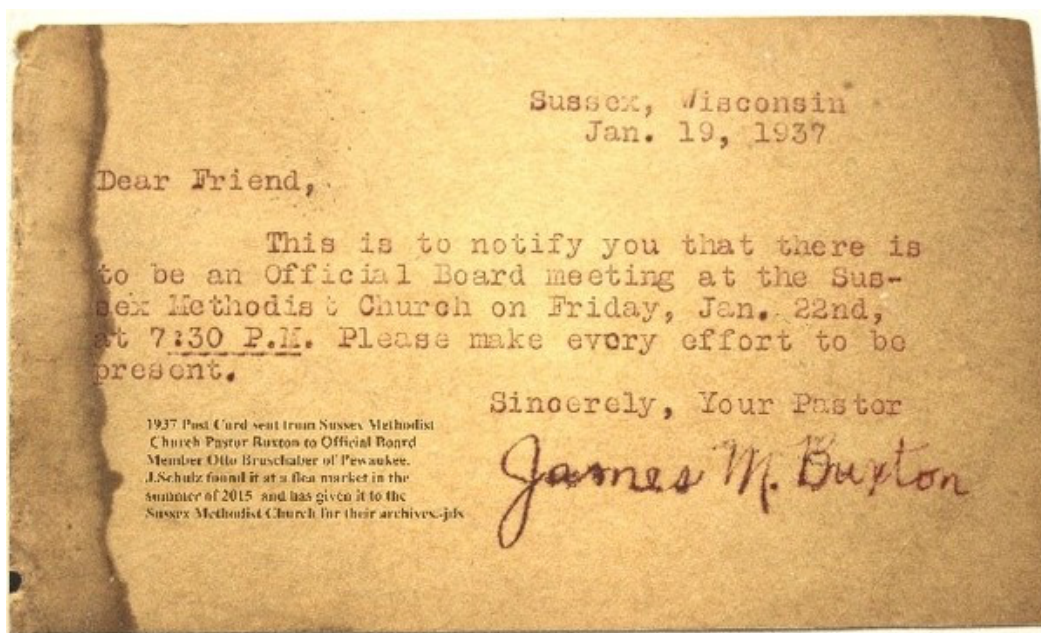 Sussex, Wisconsin
Jan. 19, 1937
Dear Friend,
This is to notify you that there is
to be an Official Board meeting at the Sus-
sex Methodist Church on Friday, Jan. 22nd,
at 7:30 P.M. Please make every effort to be
present.
Sincerely, Your Pastor
James M. Buxton
1937 Post Card sent from Sussex Methodist
Church Pastor Buxton to Official Board
Member Otto Bruschaber of Pewaukee.
J.Schulz found it at a flea market in the
summer of 2015 and has given it to the
Sussex Methodist Church for their archives.-jds